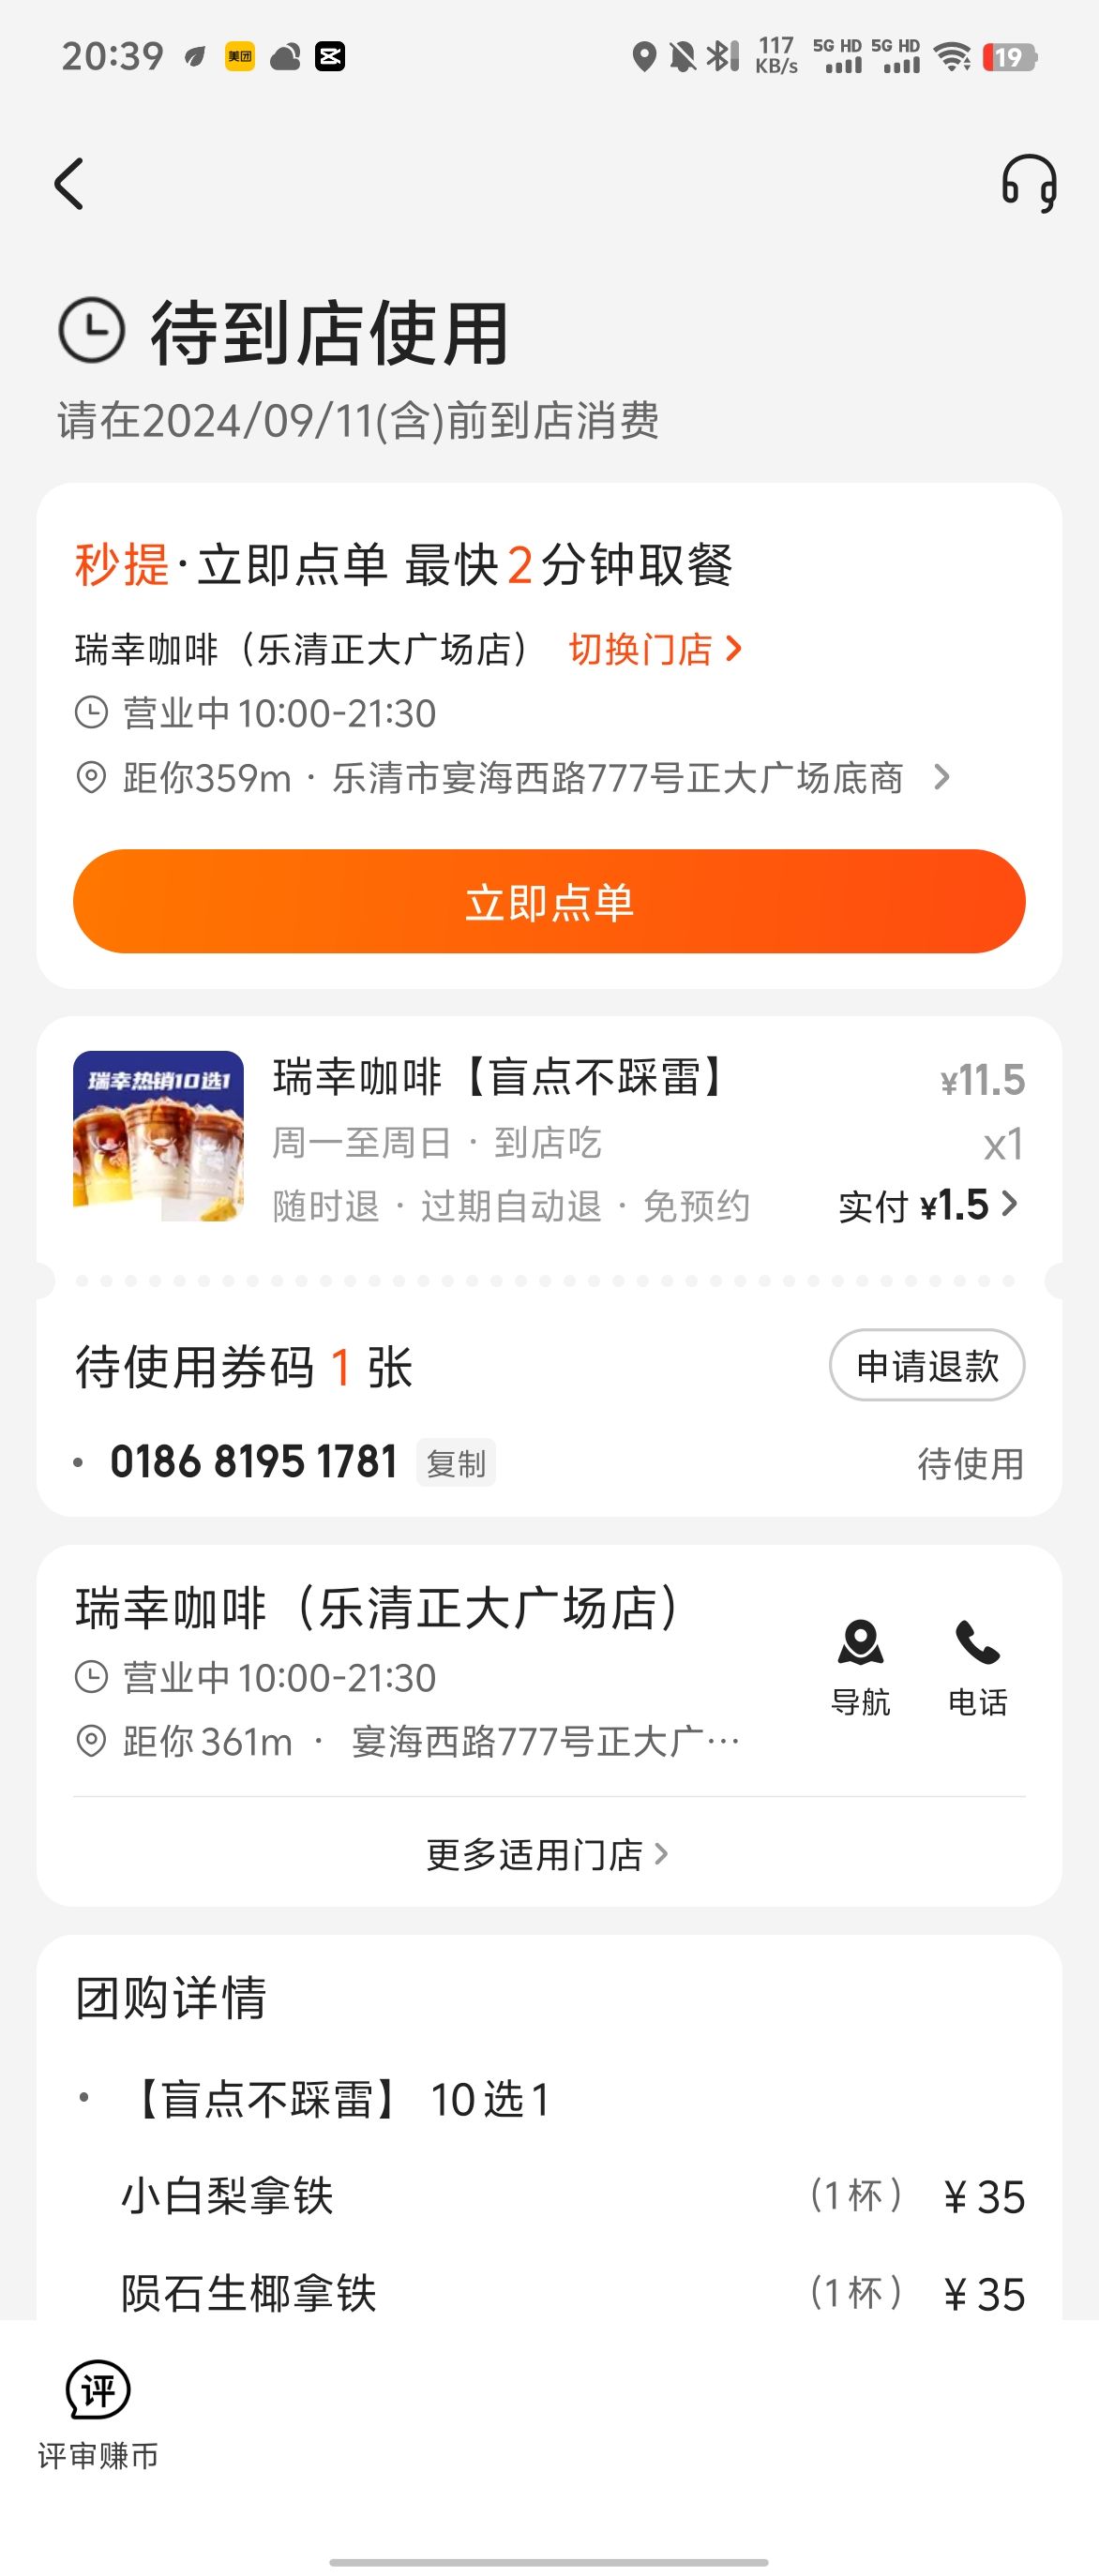 20:39 美团 117 KB/s 5G HD 5G HD 19
待到店使用
请在2024/09/11(含)前到店消费
秒提·立即点单 最快2分钟取餐
瑞幸咖啡（乐清正大广场店） 切换门店
营业中 10:00-21:30
距你359m · 乐清市宴海西路777号正大广场底商
立即点单
瑞幸热销10选1
瑞幸咖啡【盲点不踩雷】 ¥11.5
周一至周日 · 到店吃 x1
随时退 · 过期自动退 · 免预约 实付 ¥1.5
待使用券码 1 张 申请退款
0186 8195 1781 复制 待使用
瑞幸咖啡（乐清正大广场店）
营业中 10:00-21:30
距你 361m · 宴海西路777号正大广…
导航 电话
更多适用门店
团购详情
· 【盲点不踩雷】 10选1
小白梨拿铁 （1杯） ¥35
陨石生椰拿铁 （1杯） ¥35
评
评审赚币